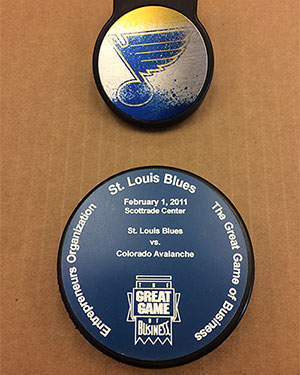 St. Louis Blues
February 1, 2011
Scottrade Center
St. Louis Blues
vs.
Colorado Avalanche
Entrepreneurs Organization
The Great Game of Business
THE
GREAT
GAME
OF
BUSINESS